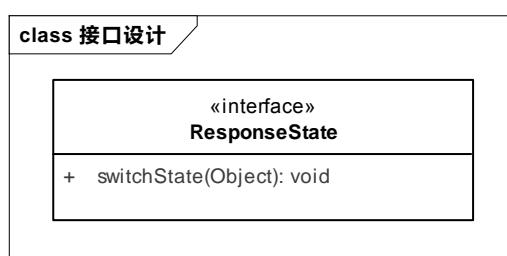 class 接口设计
«interface»
ResponseState
+ switchState(Object): void